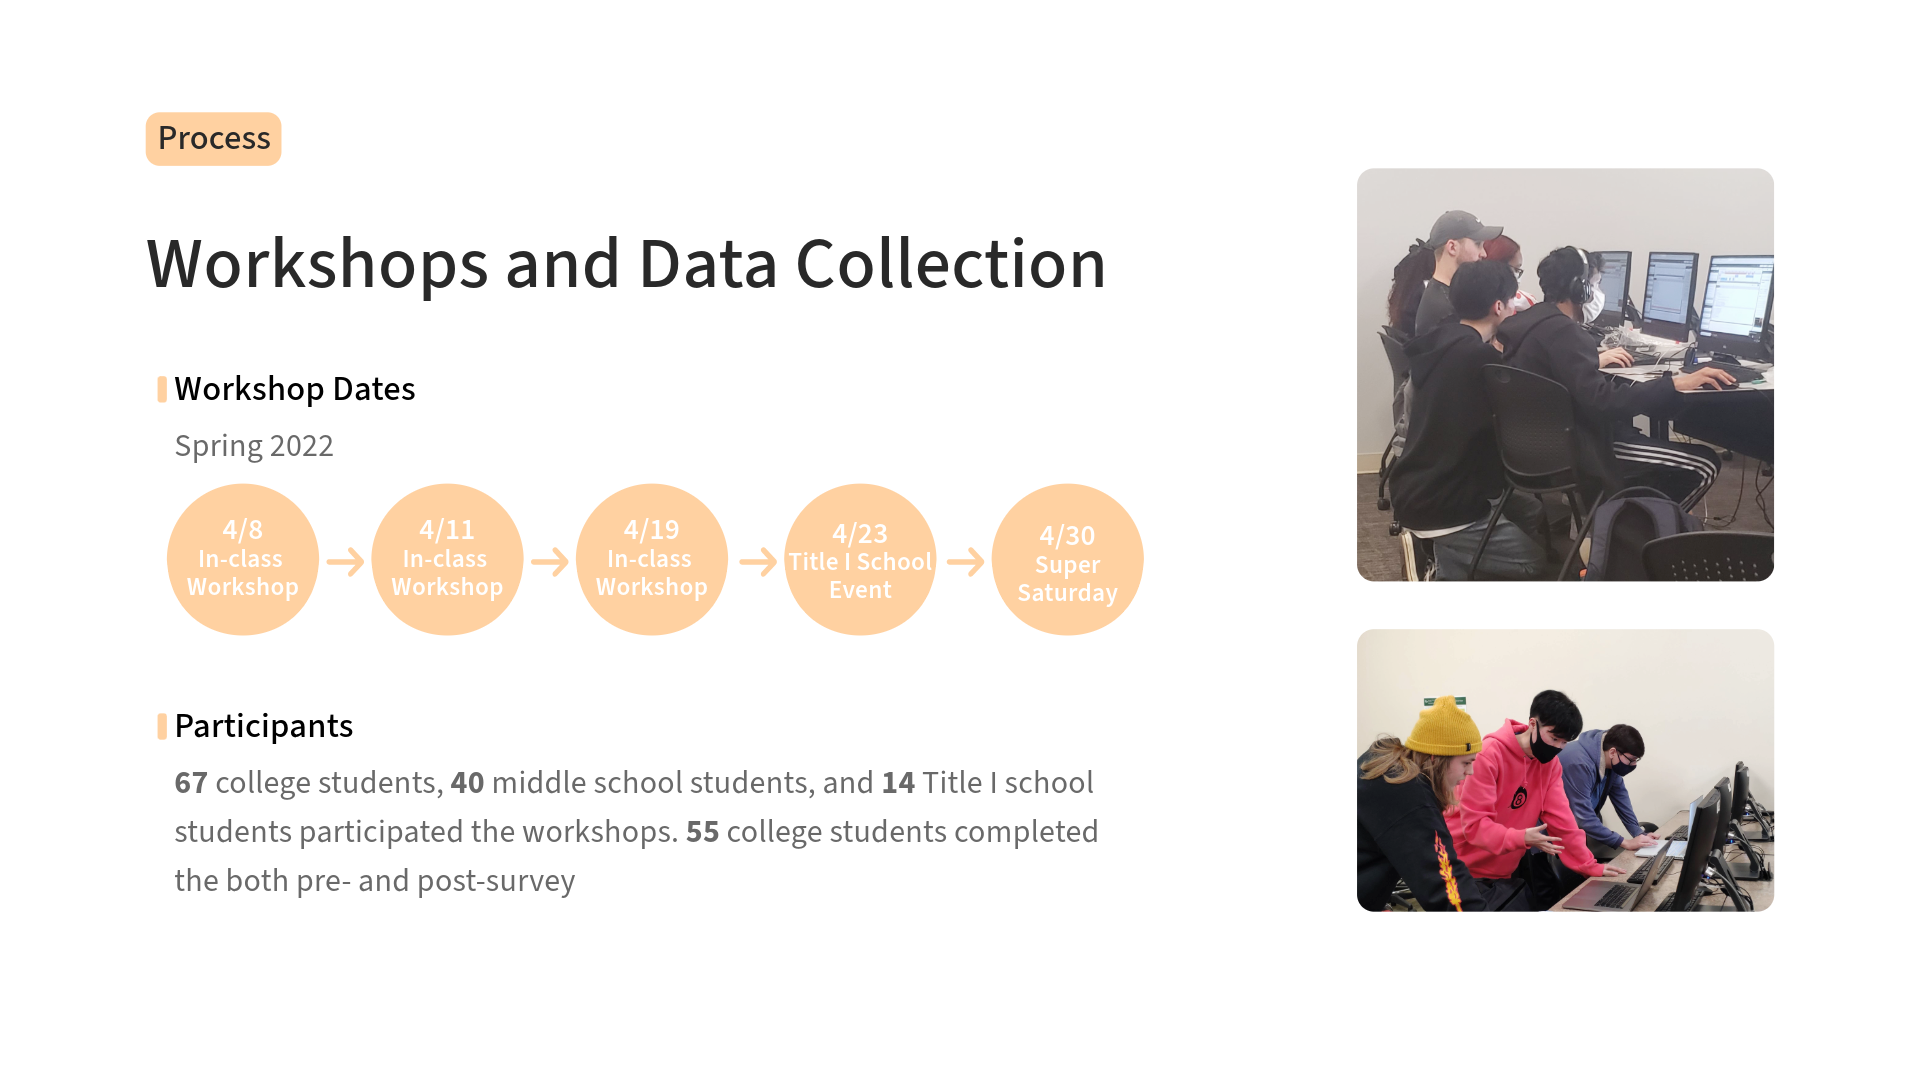 Process
Workshops and Data Collection
Workshop Dates
Spring 2022
4/8
In-class
Workshop
4/11
In-class
Workshop
4/19
In-class
Workshop
4/23
Title I School
Event
4/30
Super
Saturday
Participants
67 college students, 40 middle school students, and 14 Title I school
students participated the workshops. 55 college students completed
the both pre- and post-survey
8